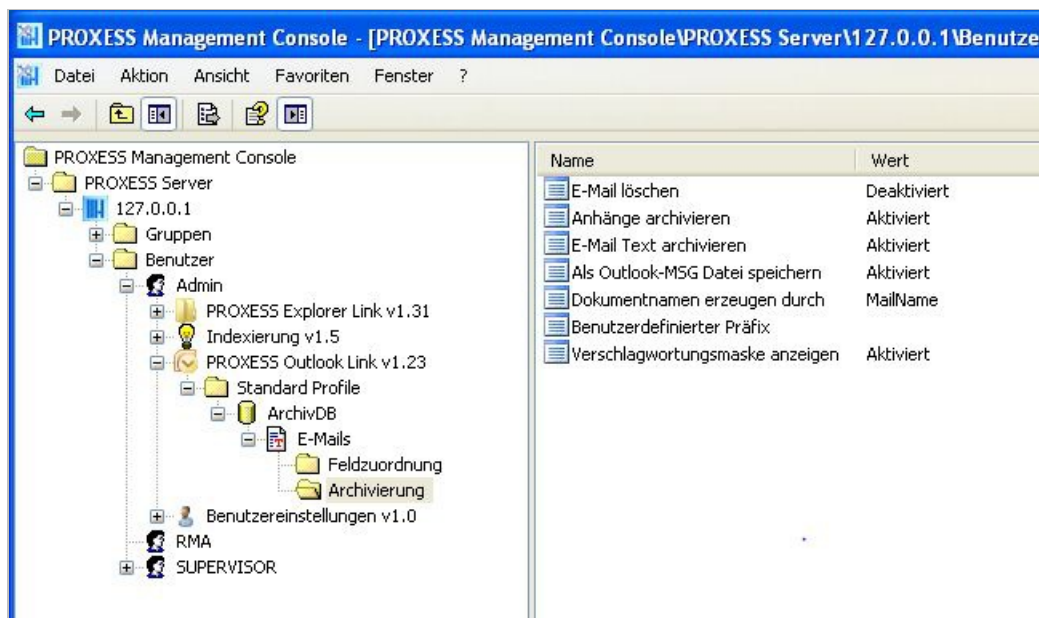 PROXESS Management Console - [PROXESS Management Console\PROXESS Server\127.0.0.1\Benutze
Datei Aktion Ansicht Favoriten Fenster ?
PROXESS Management Console
PROXESS Server
127.0.0.1
Gruppen
Benutzer
Admin
PROXESS Explorer Link v1.31
Indexierung v1.5
PROXESS Outlook Link v1.23
Standard Profile
ArchivDB
E-Mails
Feldzuordnung
Archivierung
Benutzereinstellungen v1.0
RMA
SUPERVISOR
Name Wert
E-Mail löschen Deaktiviert
Anhänge archivieren Aktiviert
E-Mail Text archivieren Aktiviert
Als Outlook-MSG Datei speichern Aktiviert
Dokumentnamen erzeugen durch MailName
Benutzerdefinierter Präfix
Verschlagwortungsmaske anzeigen Aktiviert